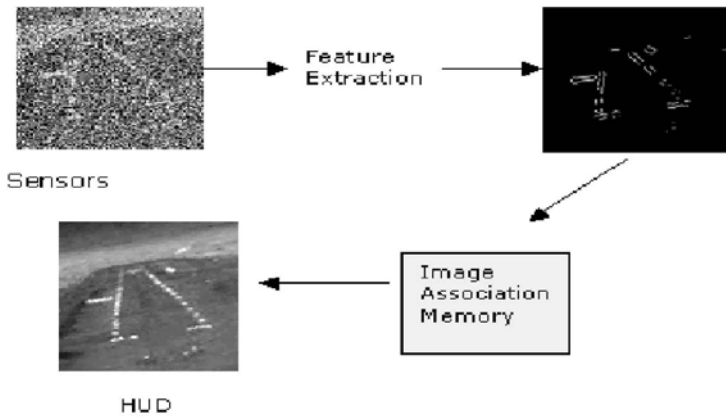 Feature
Extraction
Sensors
Image
Association
Memory
HUD